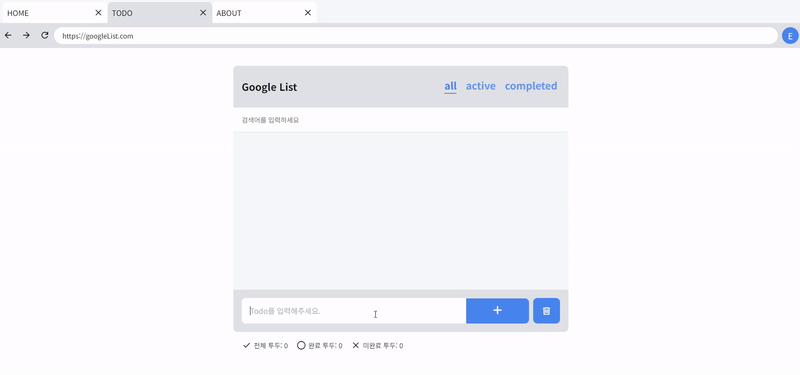 HOME TODO ABOUT
https://googleList.com E
Google List all active completed
검색어를 입력하세요
Todo를 입력해주세요.
전체 투두: 0 완료 투두: 0 미완료 투두: 0